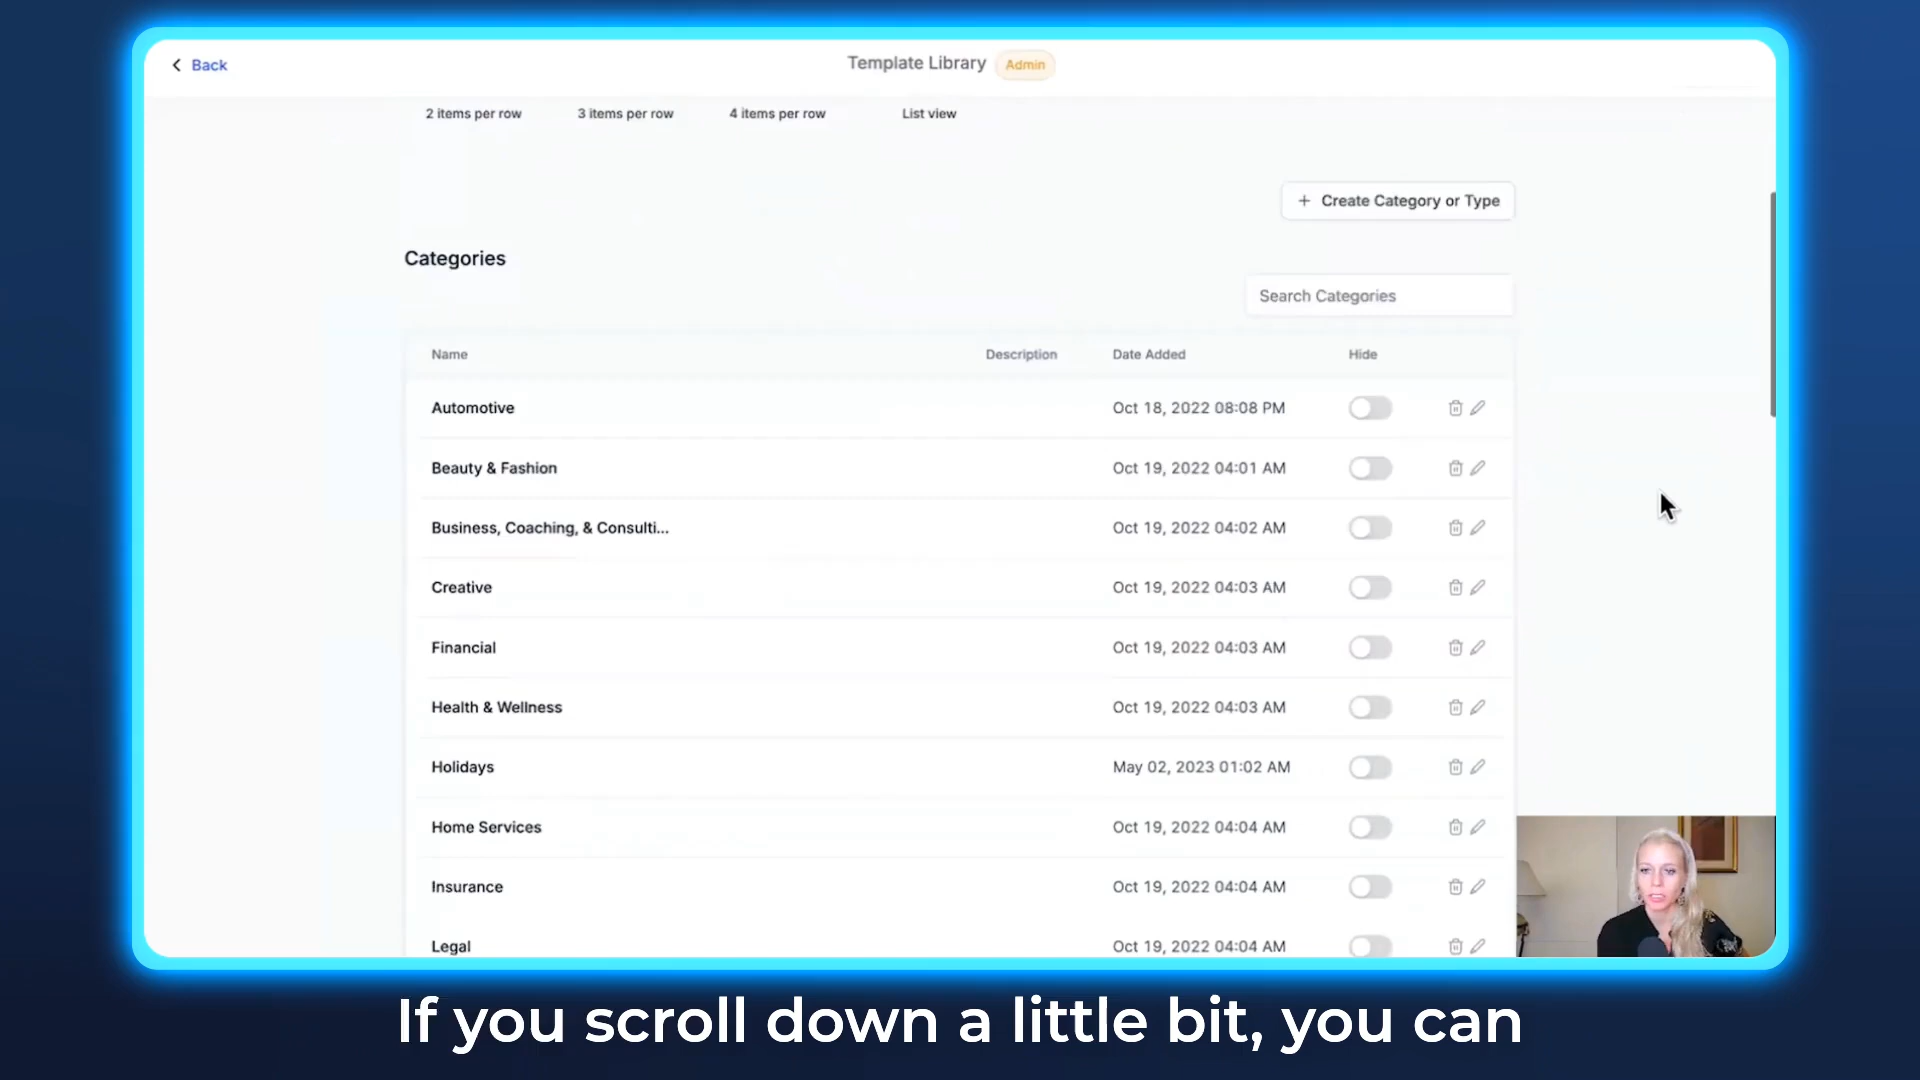 Back
Template Library Admin
2 items per row 3 items per row 4 items per row List view
+ Create Category or Type
Categories
Search Categories
Name Description Date Added Hide
Automotive Oct 18, 2022 08:08 PM
Beauty & Fashion Oct 19, 2022 04:01 AM
Business, Coaching, & Consulti... Oct 19, 2022 04:02 AM
Creative Oct 19, 2022 04:03 AM
Financial Oct 19, 2022 04:03 AM
Health & Wellness Oct 19, 2022 04:03 AM
Holidays May 02, 2023 01:02 AM
Home Services Oct 19, 2022 04:04 AM
Insurance Oct 19, 2022 04:04 AM
Legal Oct 19, 2022 04:04 AM
If you scroll down a little bit, you can